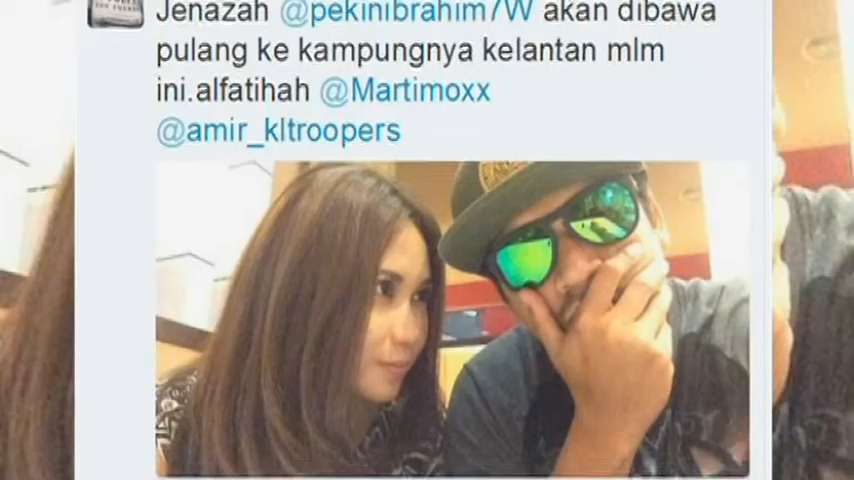 Jenazah @pekinibrahim7W akan dibawa
pulang ke kampungnya kelantan mlm
ini.alfatihah @Martimoxx
@amir_kltroopers